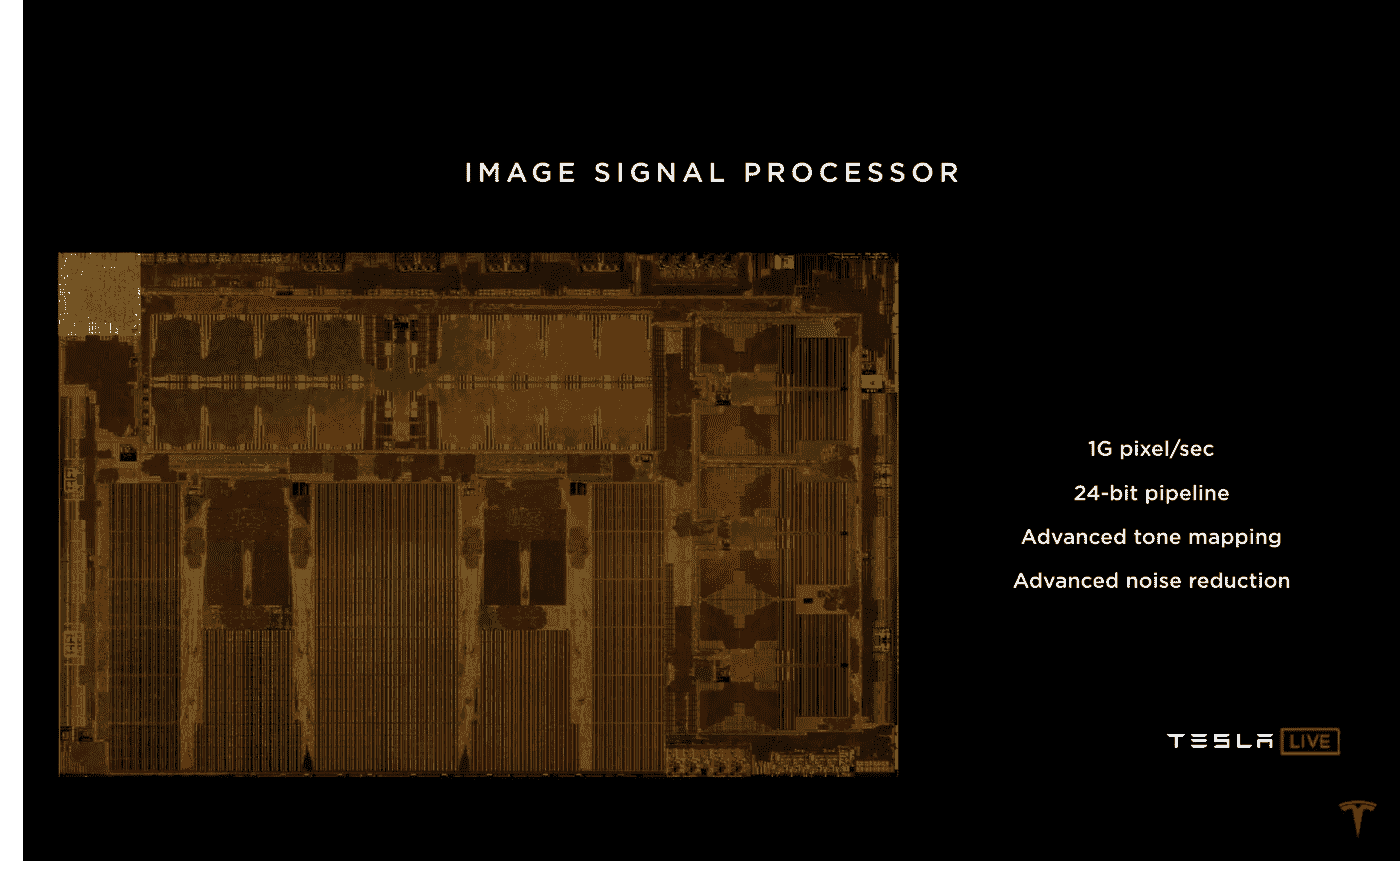 IMAGE SIGNAL PROCESSOR
1G pixel/sec
24-bit pipeline
Advanced tone mapping
Advanced noise reduction
TESLA LIVE